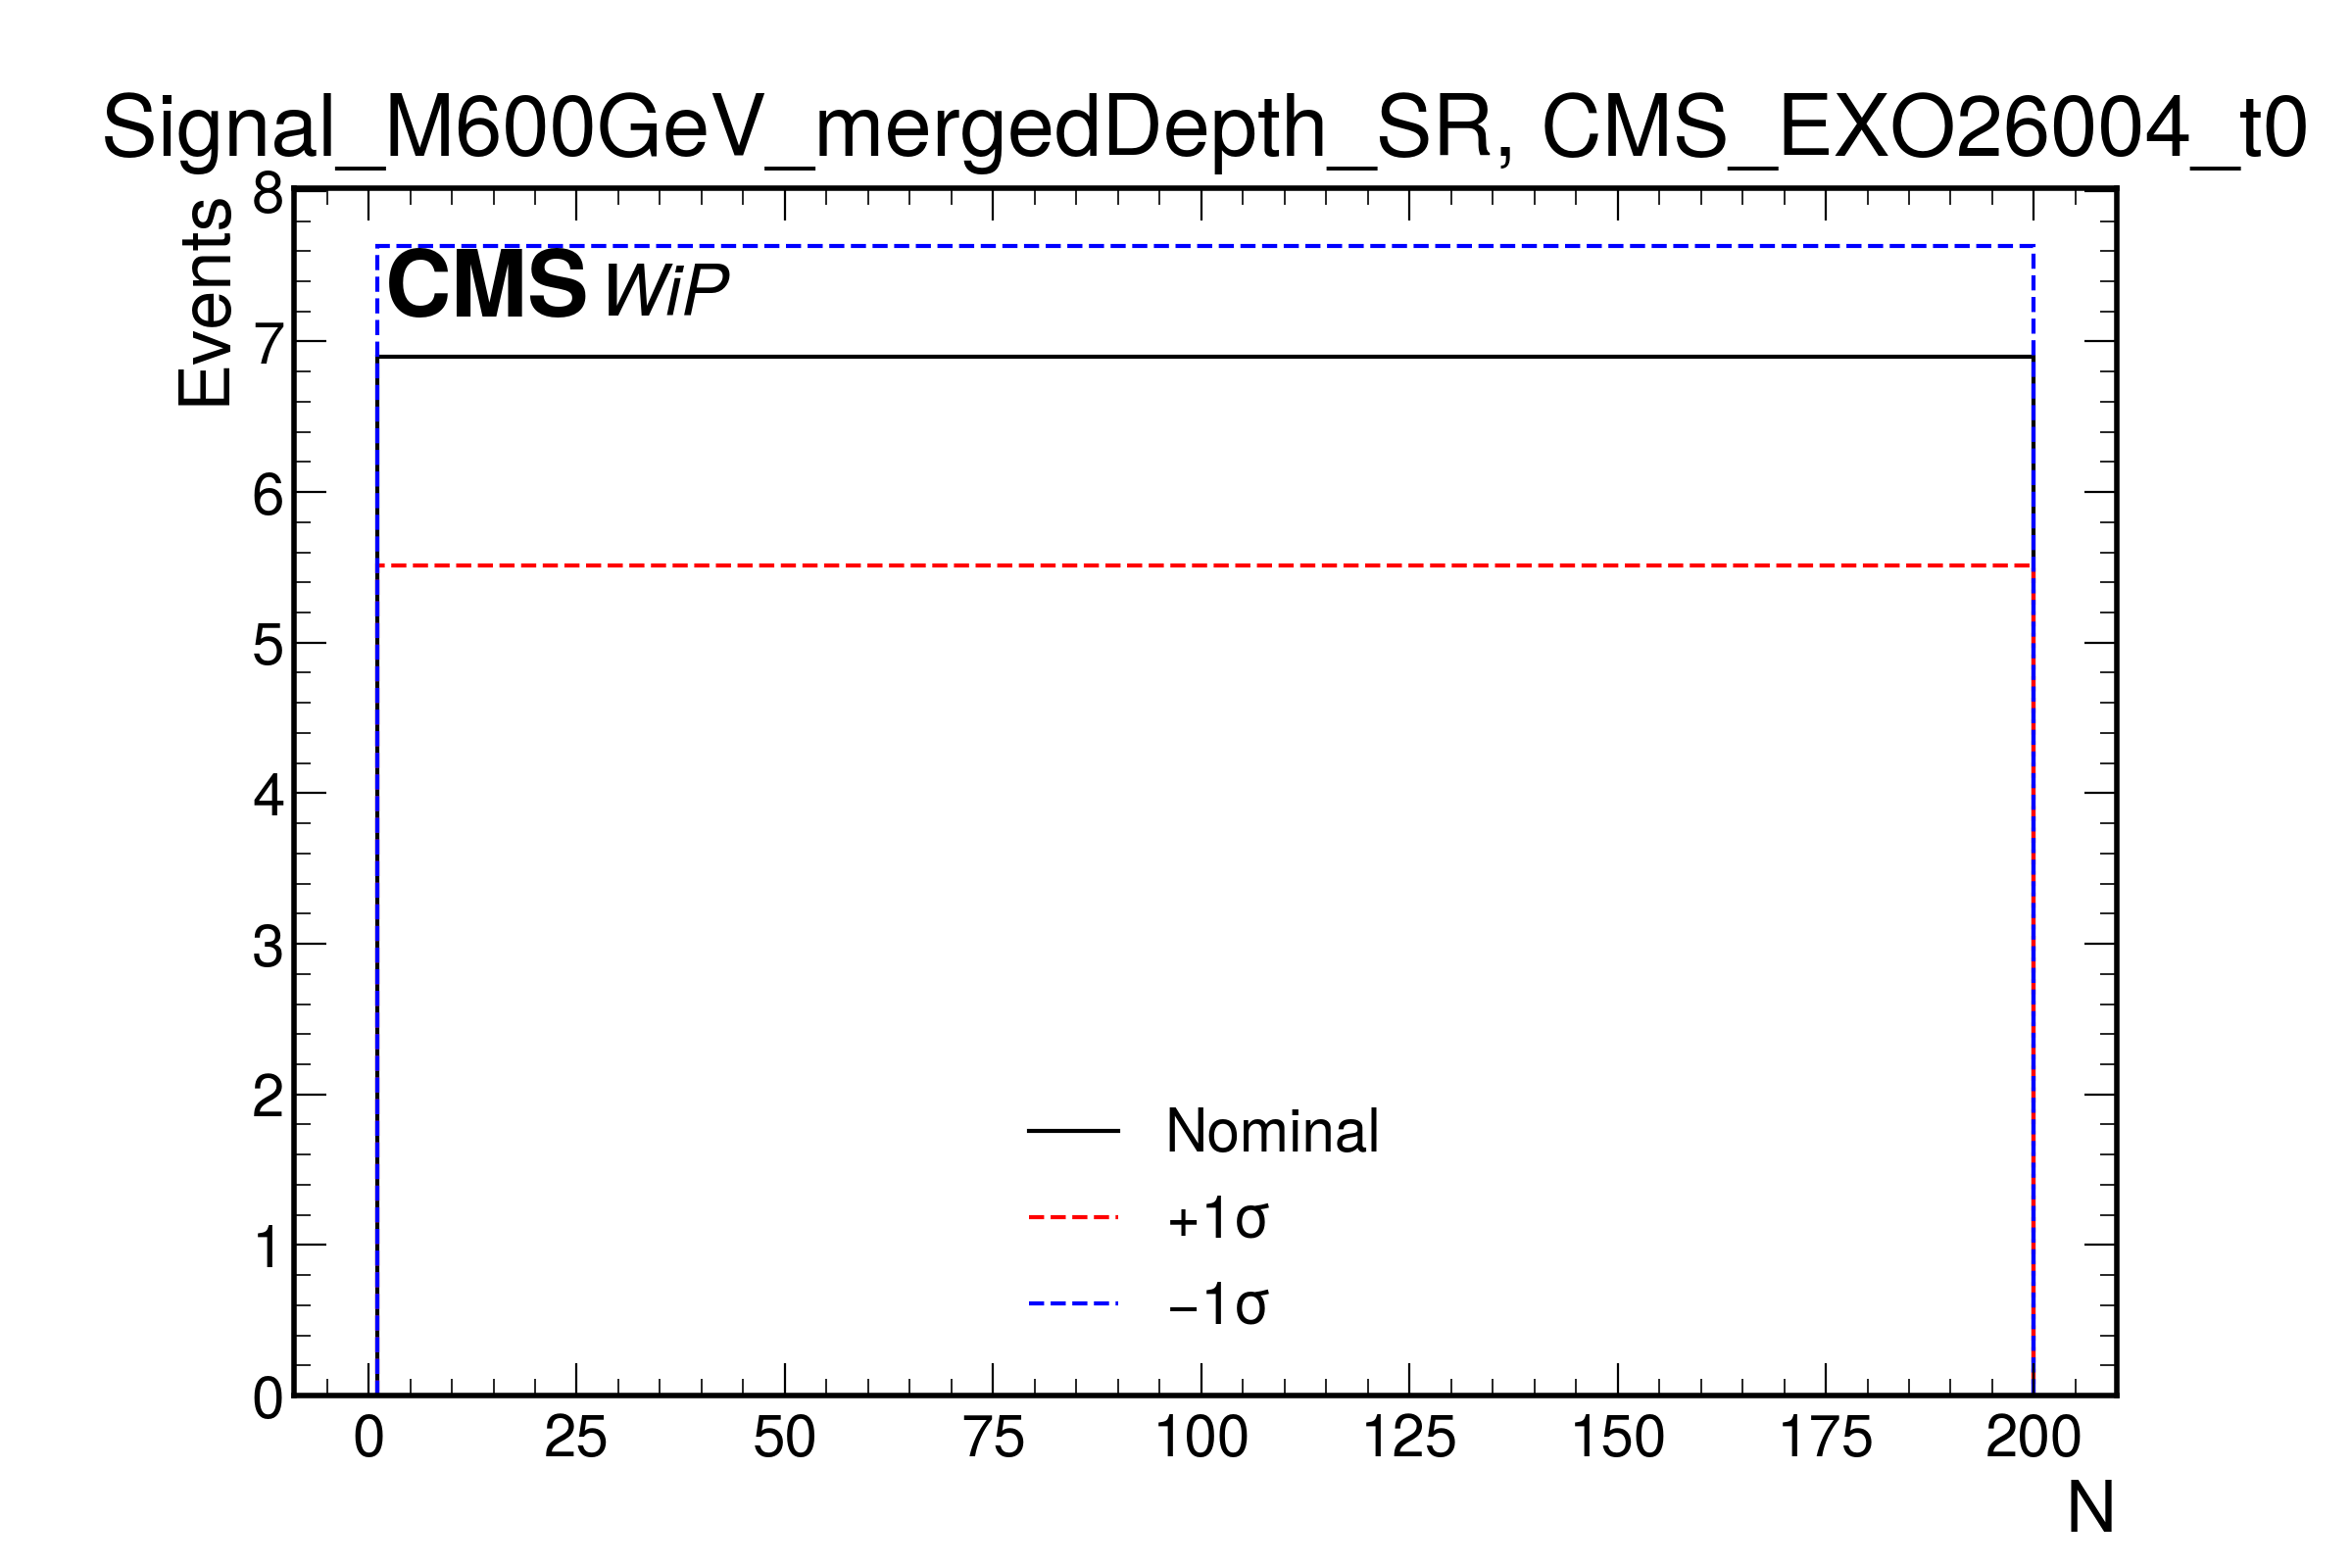 Signal_M600GeV_mergedDepth_SR, CMS_EXO26004_t0
Events
8
CMS WiP
7
6
5
4
3
2
1
0
Nominal
+1σ
−1σ
0 25 50 75 100 125 150 175 200
N